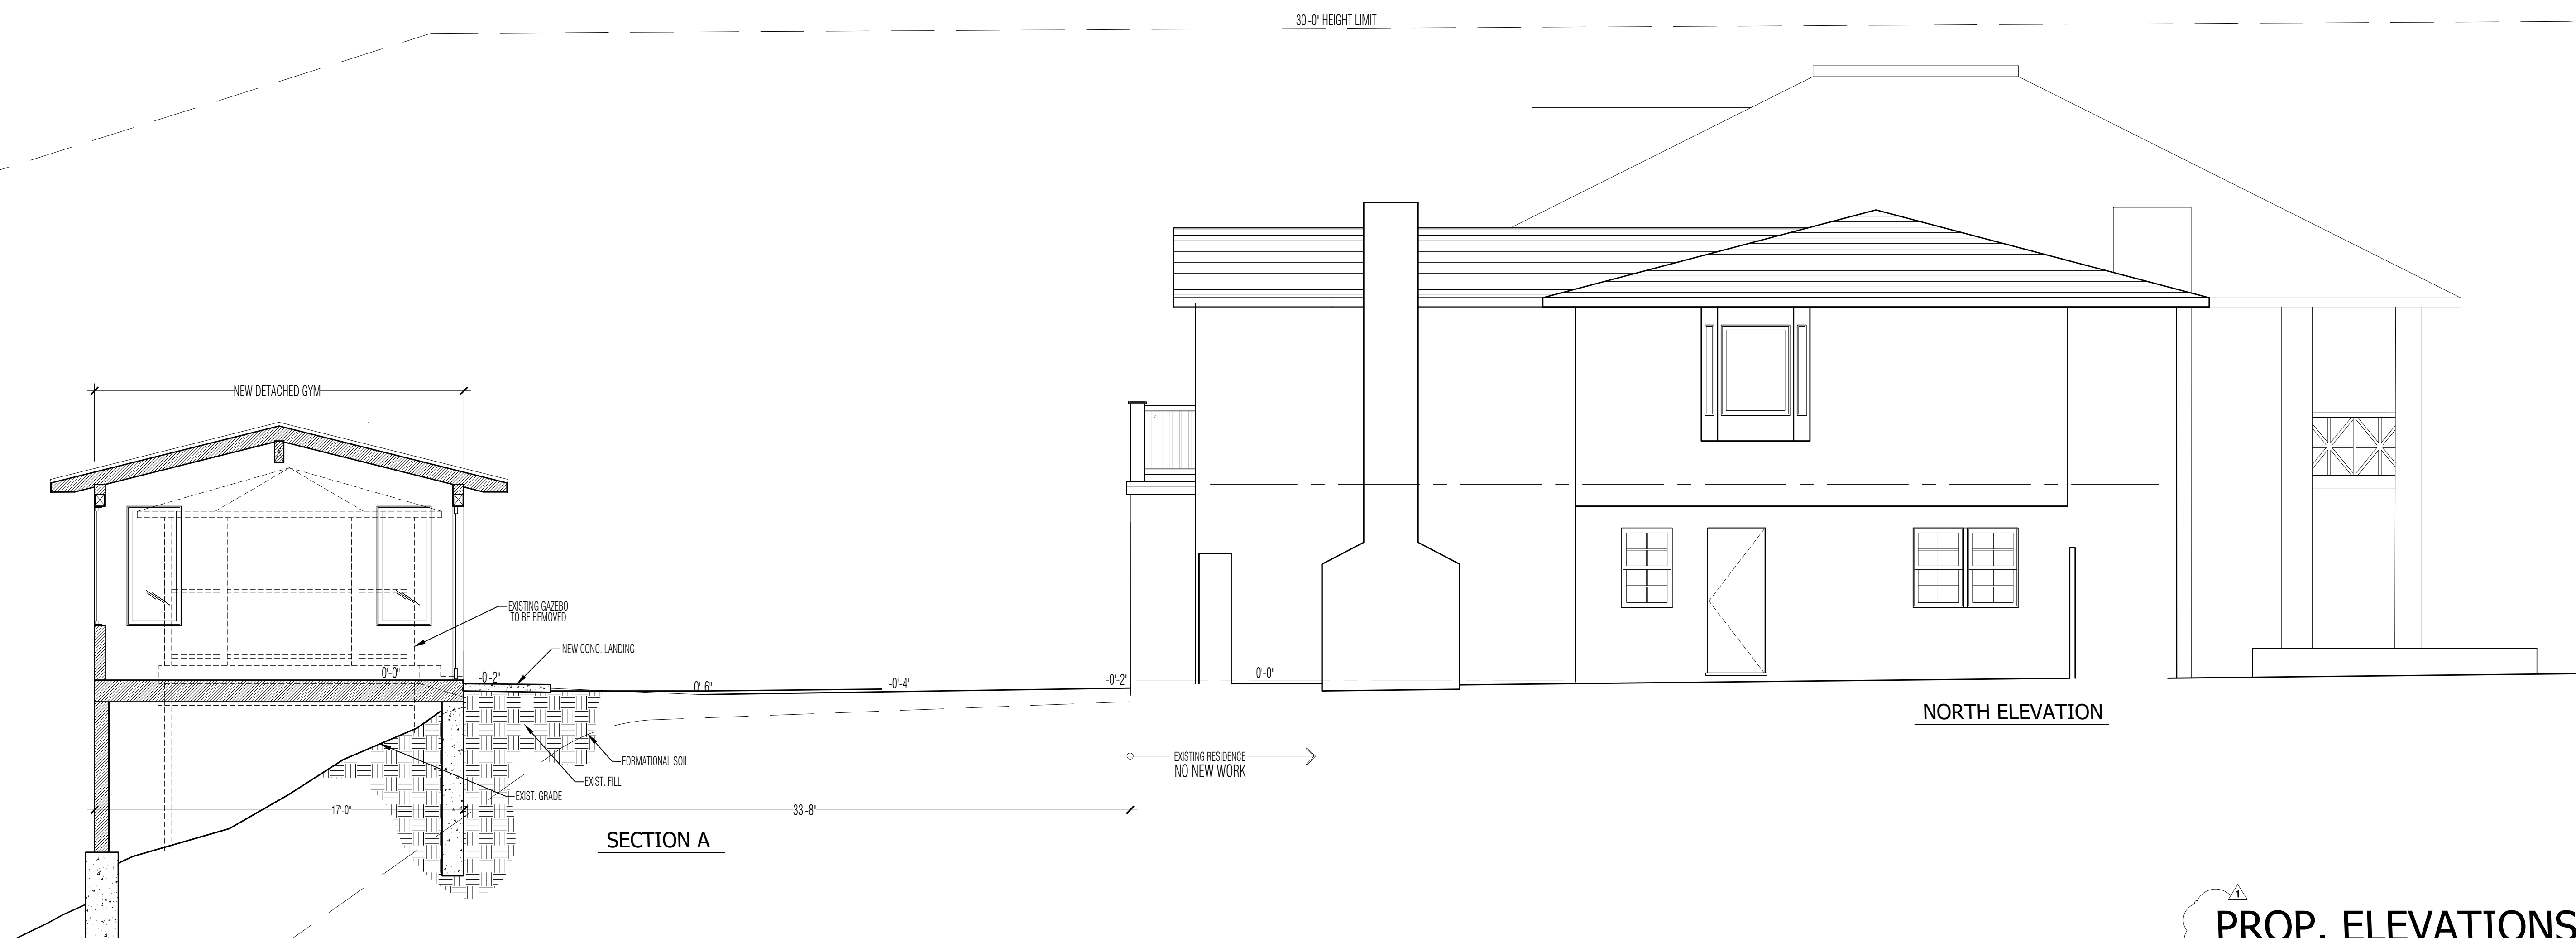 30'-0" HEIGHT LIMIT
NEW DETACHED GYM
EXISTING GAZEBO
TO BE REMOVED
NEW CONC. LANDING
0'-0"
-0'-2"
-0'-6"
-0'-4"
-0'-2"
0'-0"
NORTH ELEVATION
EXISTING RESIDENCE
NO NEW WORK
FORMATIONAL SOIL
EXIST. FILL
EXIST. GRADE
17'-0"
33'-8"
SECTION A
1
PROP. ELEVATIONS